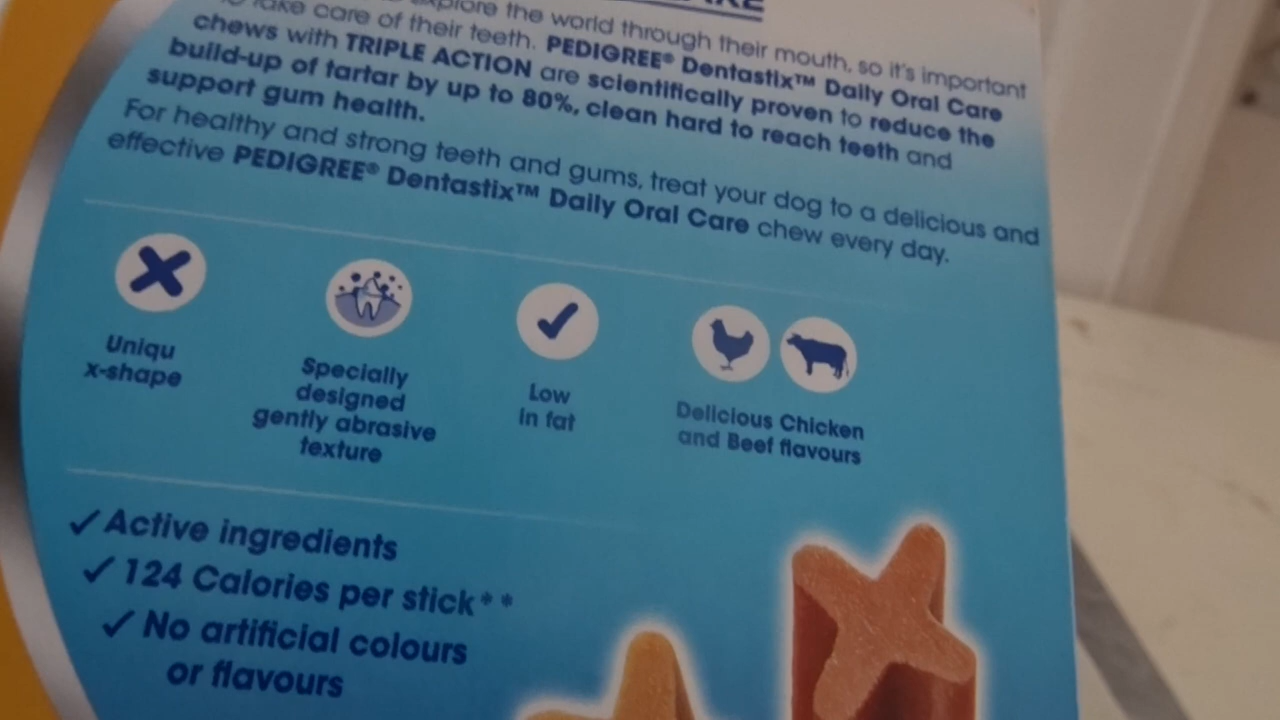 explore the world through their mouth, so it's important
take care of their teeth. PEDIGREE® Dentastix™ Daily Oral Care
chews with TRIPLE ACTION are scientifically proven to reduce the
build-up of tartar by up to 80%, clean hard to reach teeth and
support gum health.
For healthy and strong teeth and gums, treat your dog to a delicious and
effective PEDIGREE® Dentastix™ Daily Oral Care chew every day.
Uniqu
x-shape
Specially
designed
gently abrasive
texture
Low
in fat
Delicious Chicken
and Beef flavours
✓ Active ingredients
✓ 124 Calories per stick**
✓ No artificial colours
or flavours